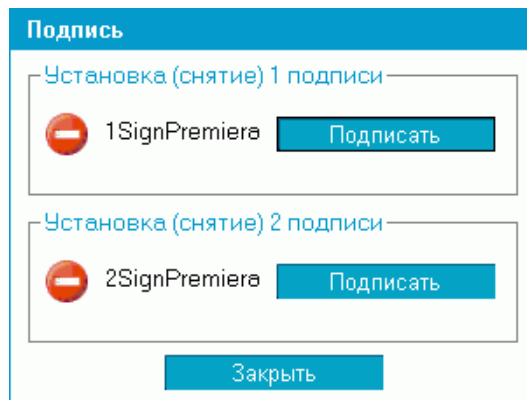 Подпись
Установка (снятие) 1 подписи
1SignPremiera Подписать
Установка (снятие) 2 подписи
2SignPremiera Подписать
Закрыть